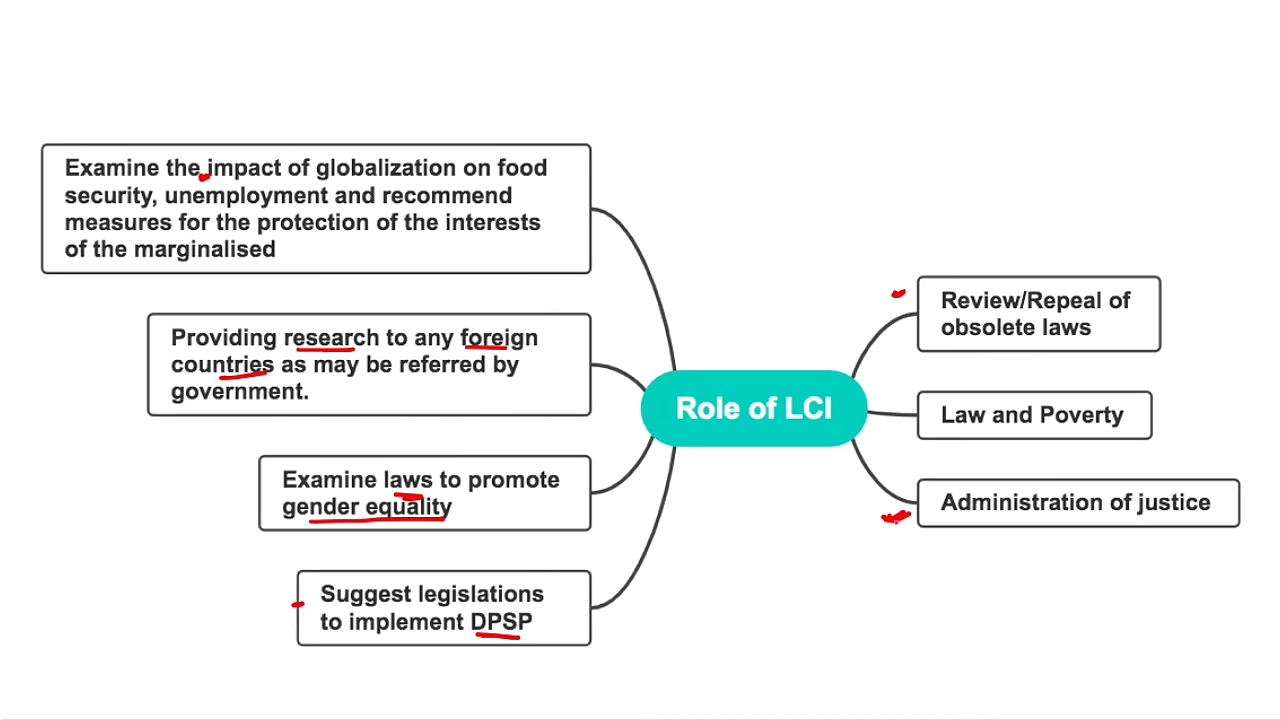 Examine the impact of globalization on food
security, unemployment and recommend
measures for the protection of the interests
of the marginalised
Providing research to any foreign
countries as may be referred by
government.
Examine laws to promote
gender equality
Suggest legislations
to implement DPSP
Role of LCI
Review/Repeal of
obsolete laws
Law and Poverty
Administration of justice